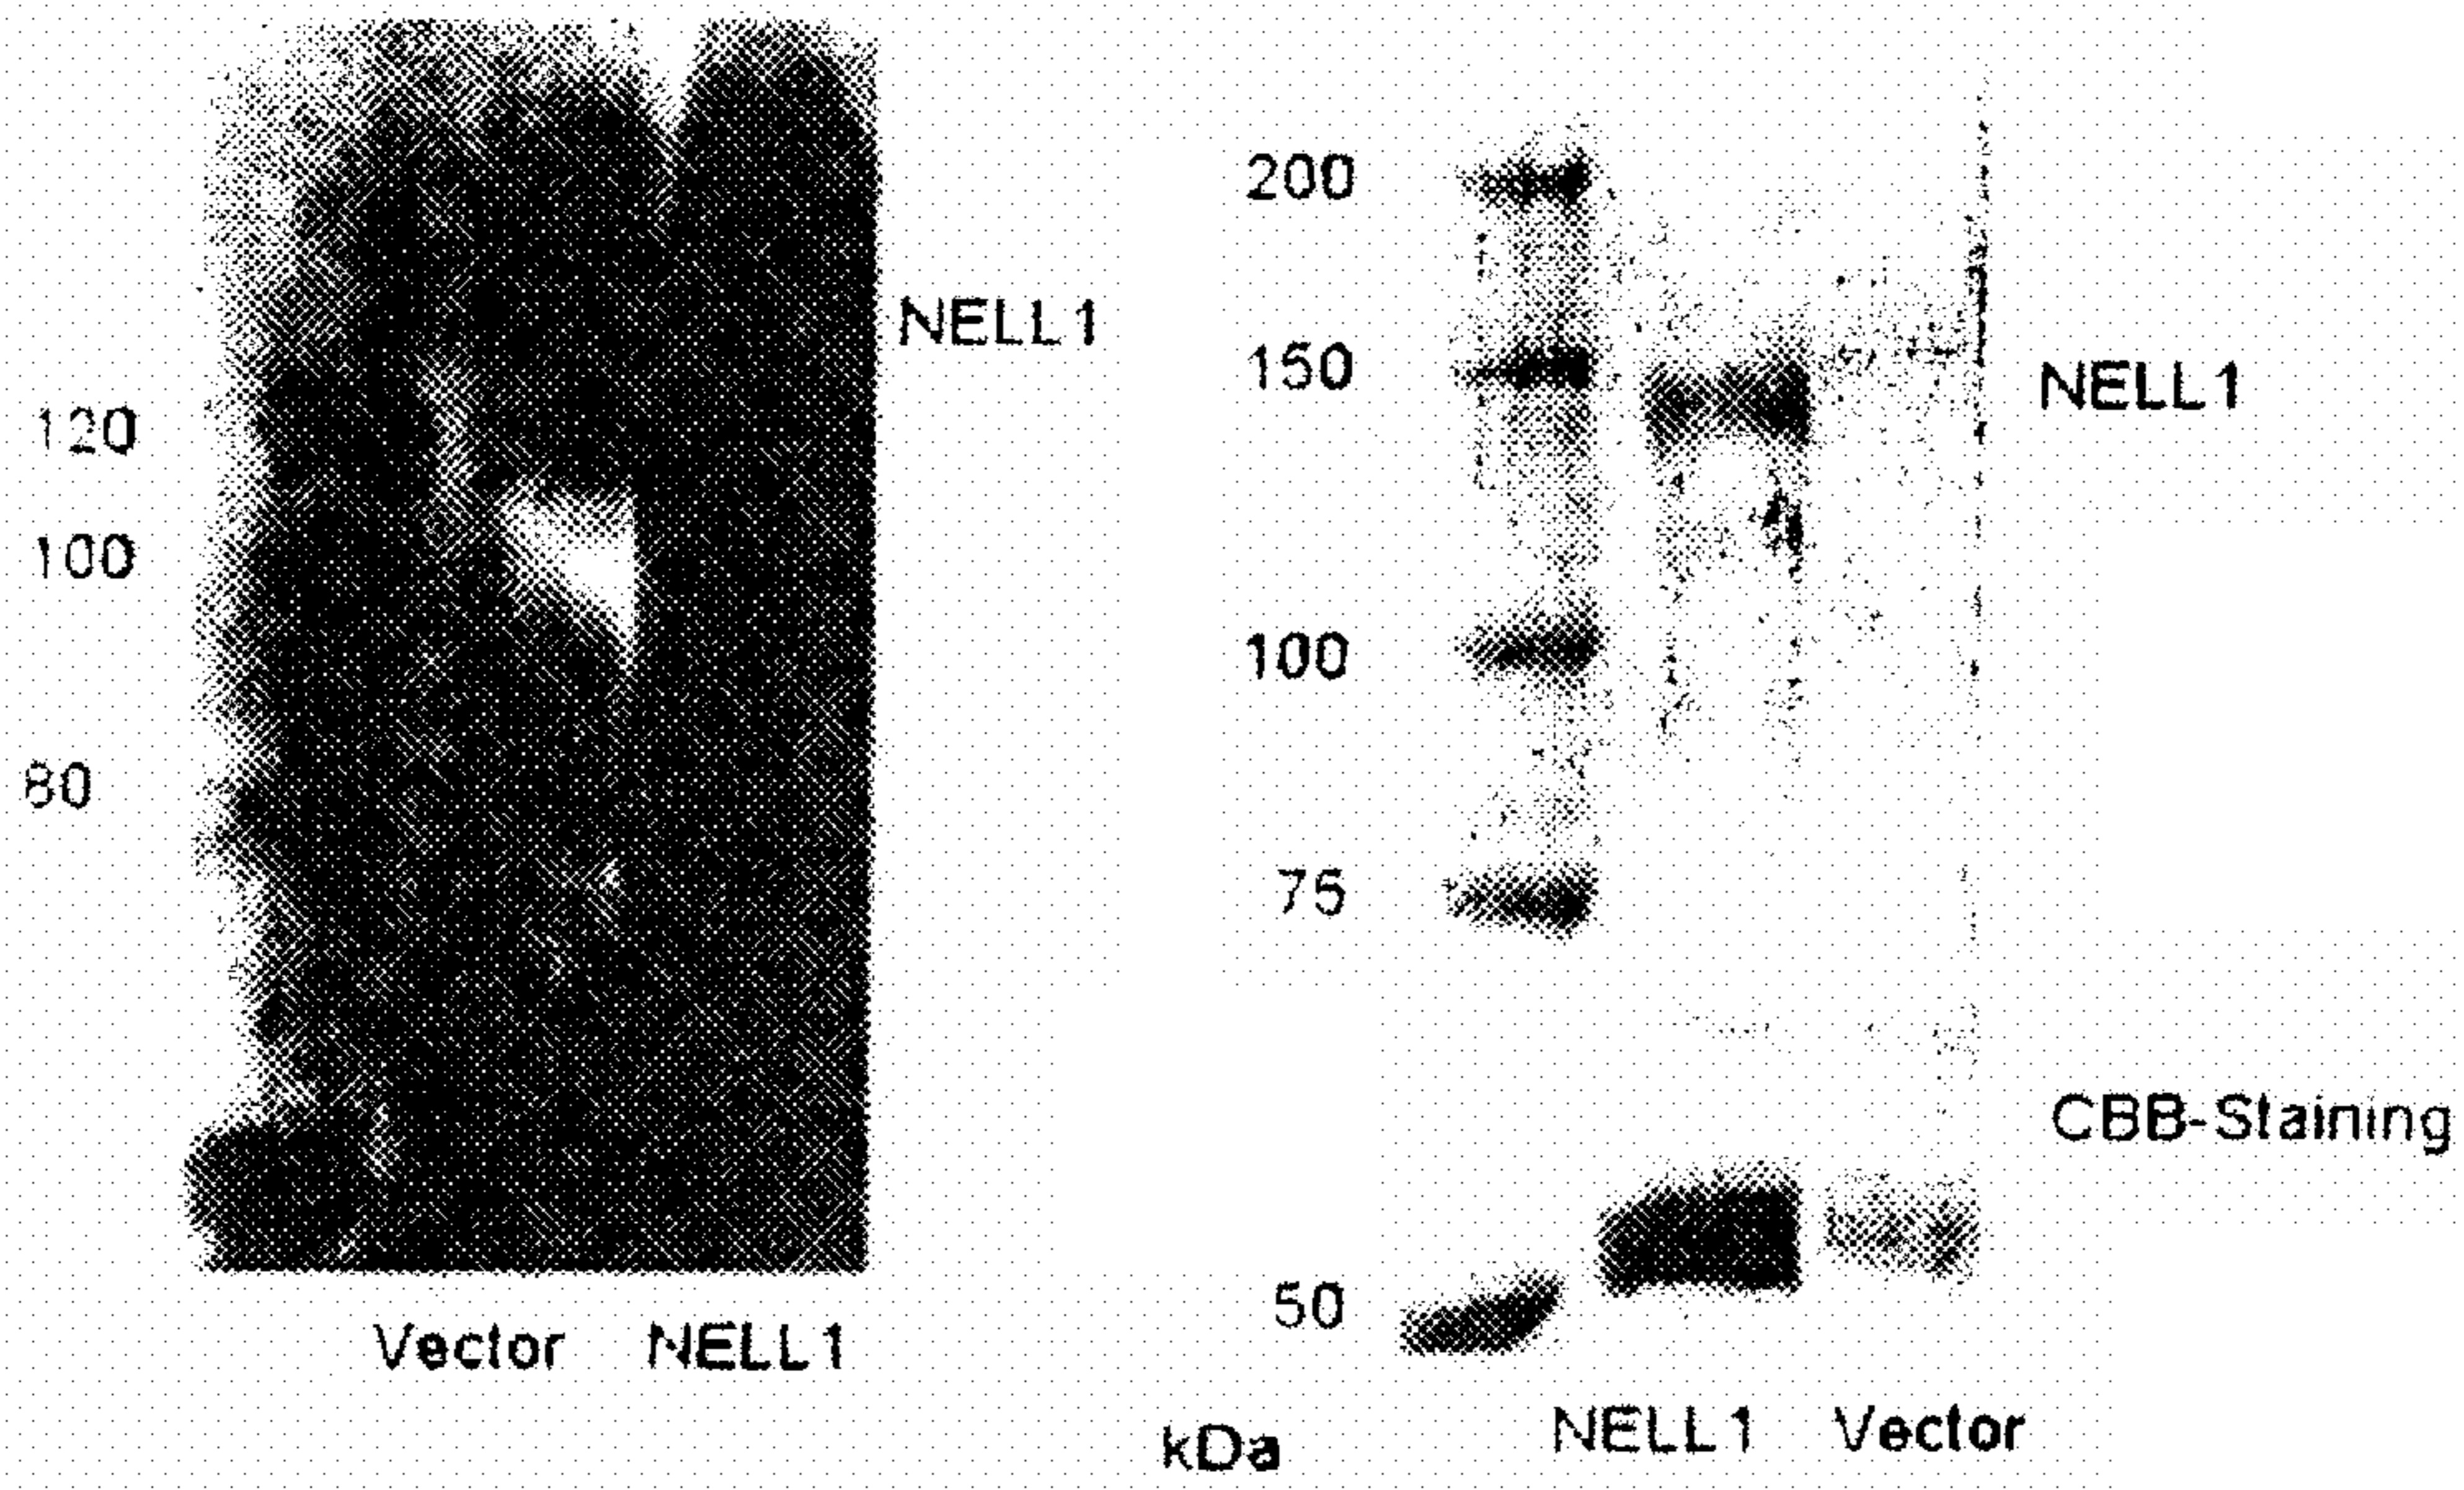 NELL1
120
100
80
Vector NELL1
200
150
100
75
50
NELL1
CBB-Staining
kDa
NELL1 Vector